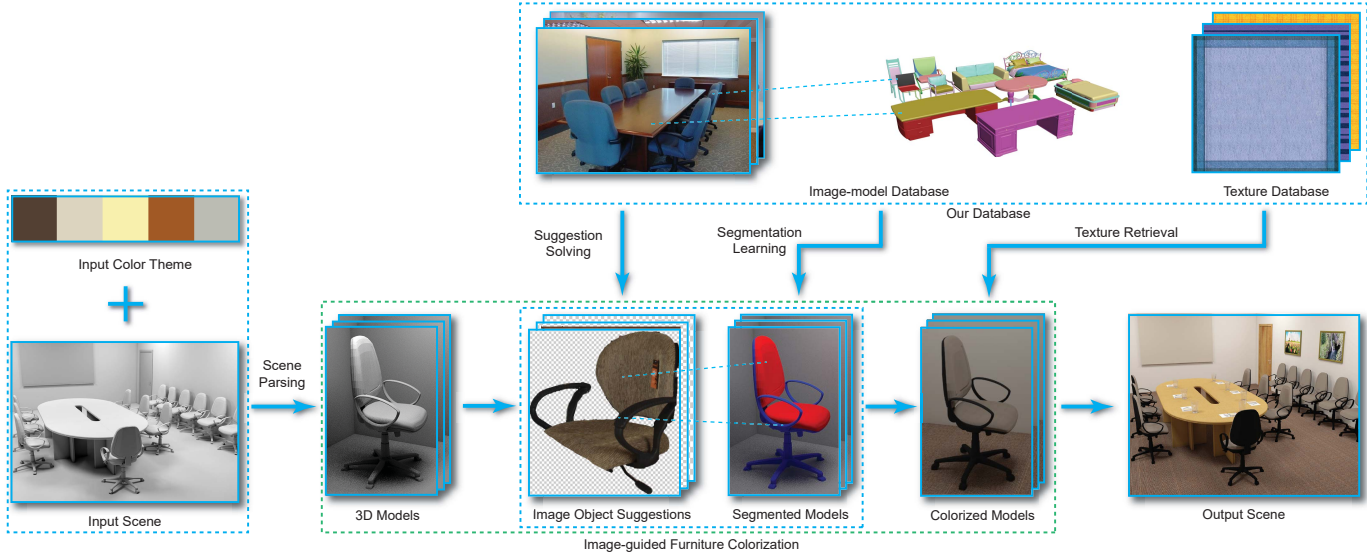 Image-model Database
Texture Database
Our Database
Suggestion
Solving
Segmentation
Learning
Texture Retrieval
Input Color Theme
Scene
Parsing
Input Scene
3D Models
Image Object Suggestions
Segmented Models
Colorized Models
Output Scene
Image-guided Furniture Colorization